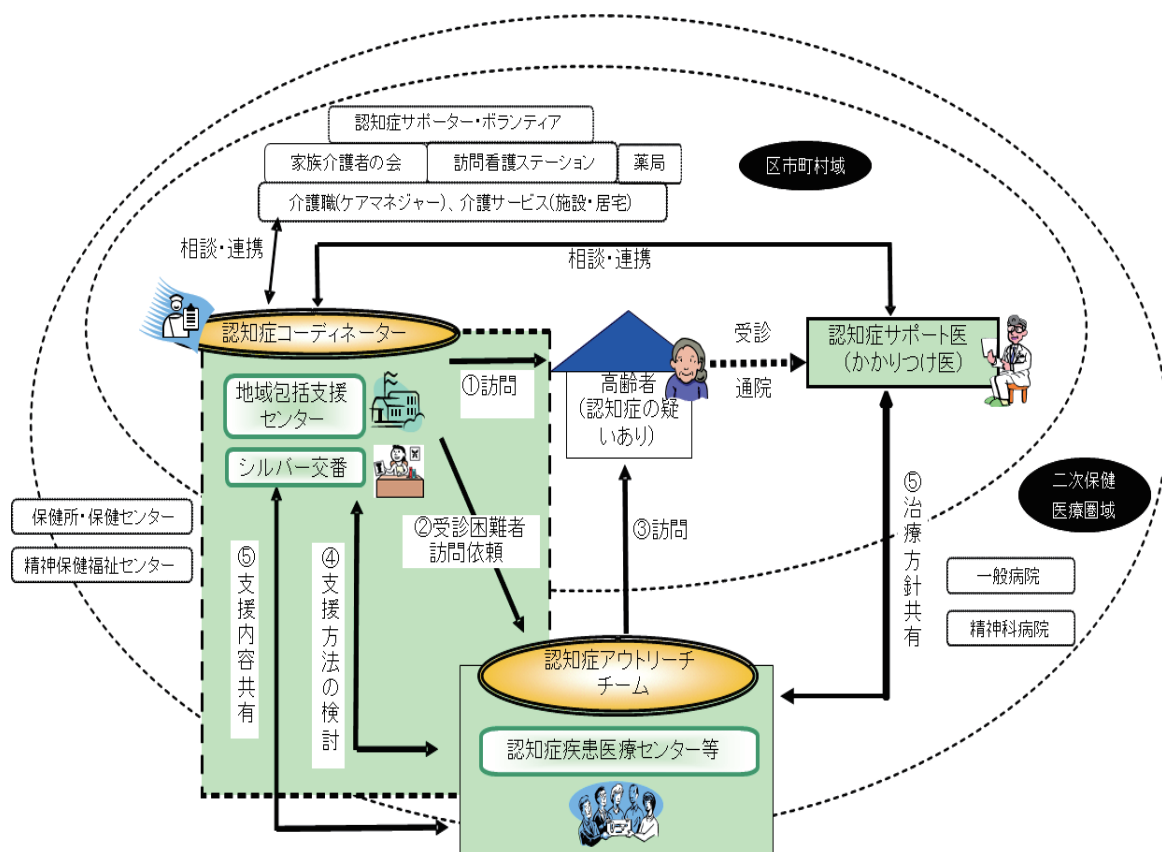 認知症サポーター・ボランティア
家族介護者の会
訪問看護ステーション
薬局
介護職(ケアマネジャー)、介護サービス(施設・居宅)
区市町村域
相談・連携
相談・連携
認知症コーディネーター
認知症サポート医
(かかりつけ医)
受診
通院
①訪問
高齢者
(認知症の疑
いあり)
地域包括支援
センター
シルバー交番
二次保健
医療圏域
保健所・保健センター
精神保健福祉センター
②受診困難者
訪問依頼
③訪問
⑤支援内容共有
④支援方法の検討
⑤治療方針共有
一般病院
精神科病院
認知症アウトリーチ
チーム
認知症疾患医療センター等